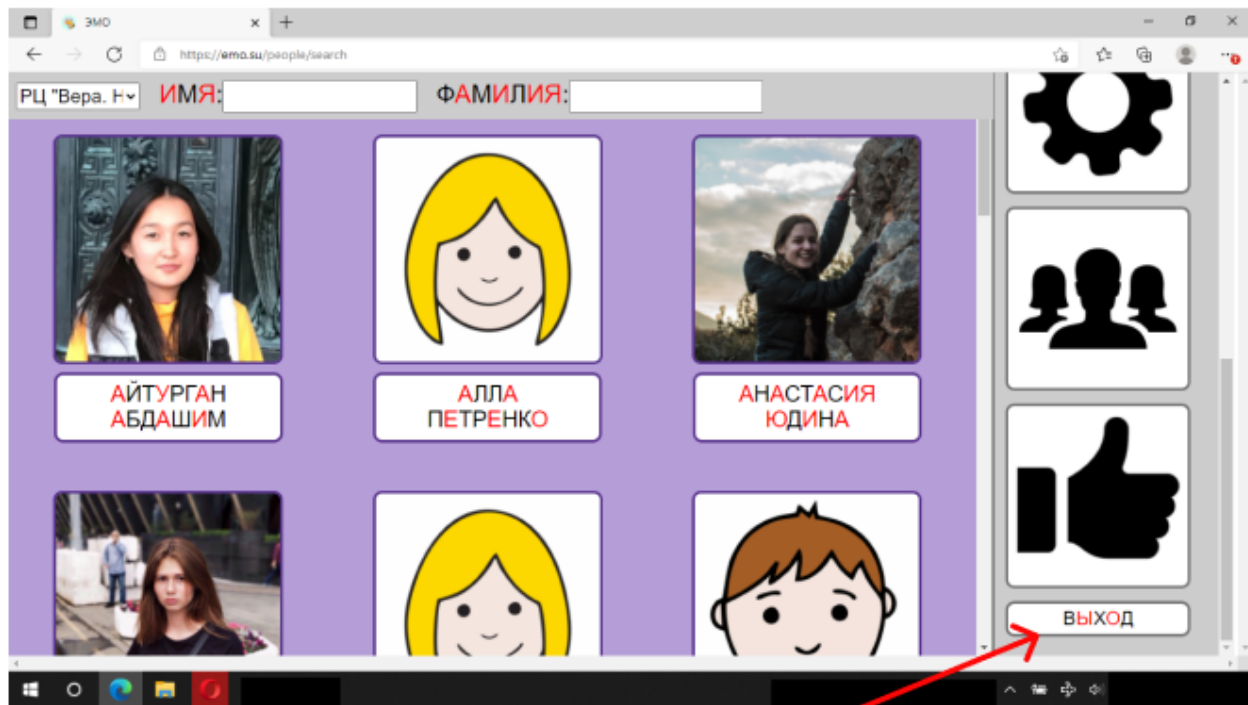 ЭМО
https://emo.su/people/search
РЦ "Вера. Н
ИМЯ:
ФАМИЛИЯ:
АЙТУРГАН
АБДАШИМ
АЛЛА
ПЕТРЕНКО
АНАСТАСИЯ
ЮДИНА
ВЫХОД